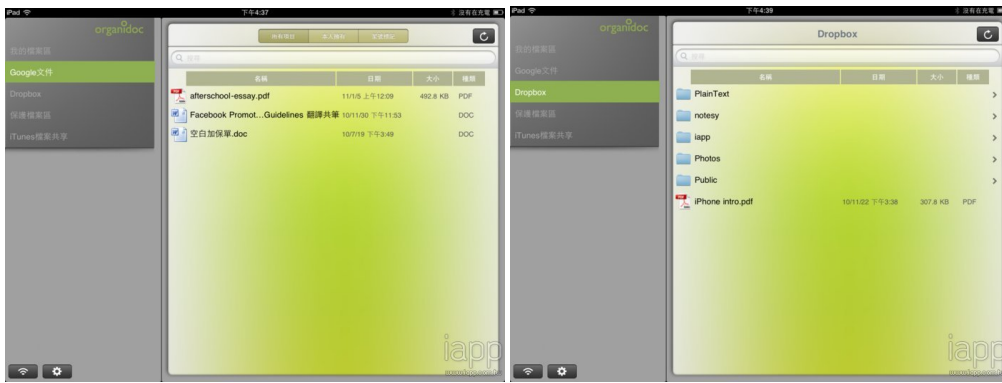 iPad 下午4:37 沒有在充電
organidoc
我的檔案區
Google文件
Dropbox
保護檔案區
iTunes檔案共享
所有項目
搜尋
名稱 日期 大小 種類
afterschool-essay.pdf 11/1/5 上午12:09 492.8 KB PDF
Facebook Promot...Guidelines 翻譯共筆 10/11/30 下午11:53 DOC
空白加保單.doc 10/7/19 下午3:49 DOC
iapp
iPad 下午4:39 沒有在充電
organidoc
我的檔案區
Google文件
Dropbox
保護檔案區
iTunes檔案共享
Dropbox
搜尋
名稱 日期 大小 種類
PlainText
notesy
iapp
Photos
Public
iPhone intro.pdf 10/11/22 下午3:38 307.8 KB PDF
iapp